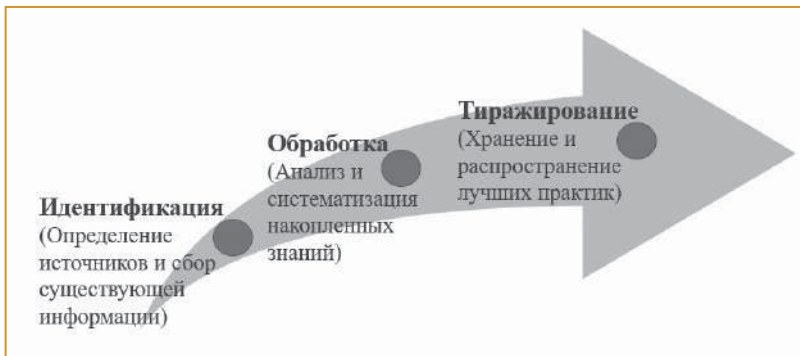 Идентификация
(Определение
источников и сбор
существующей
информации)
Обработка
(Анализ и
систематизация
накопленных
знаний)
Тиражирование
(Хранение и
распространение
лучших практик)